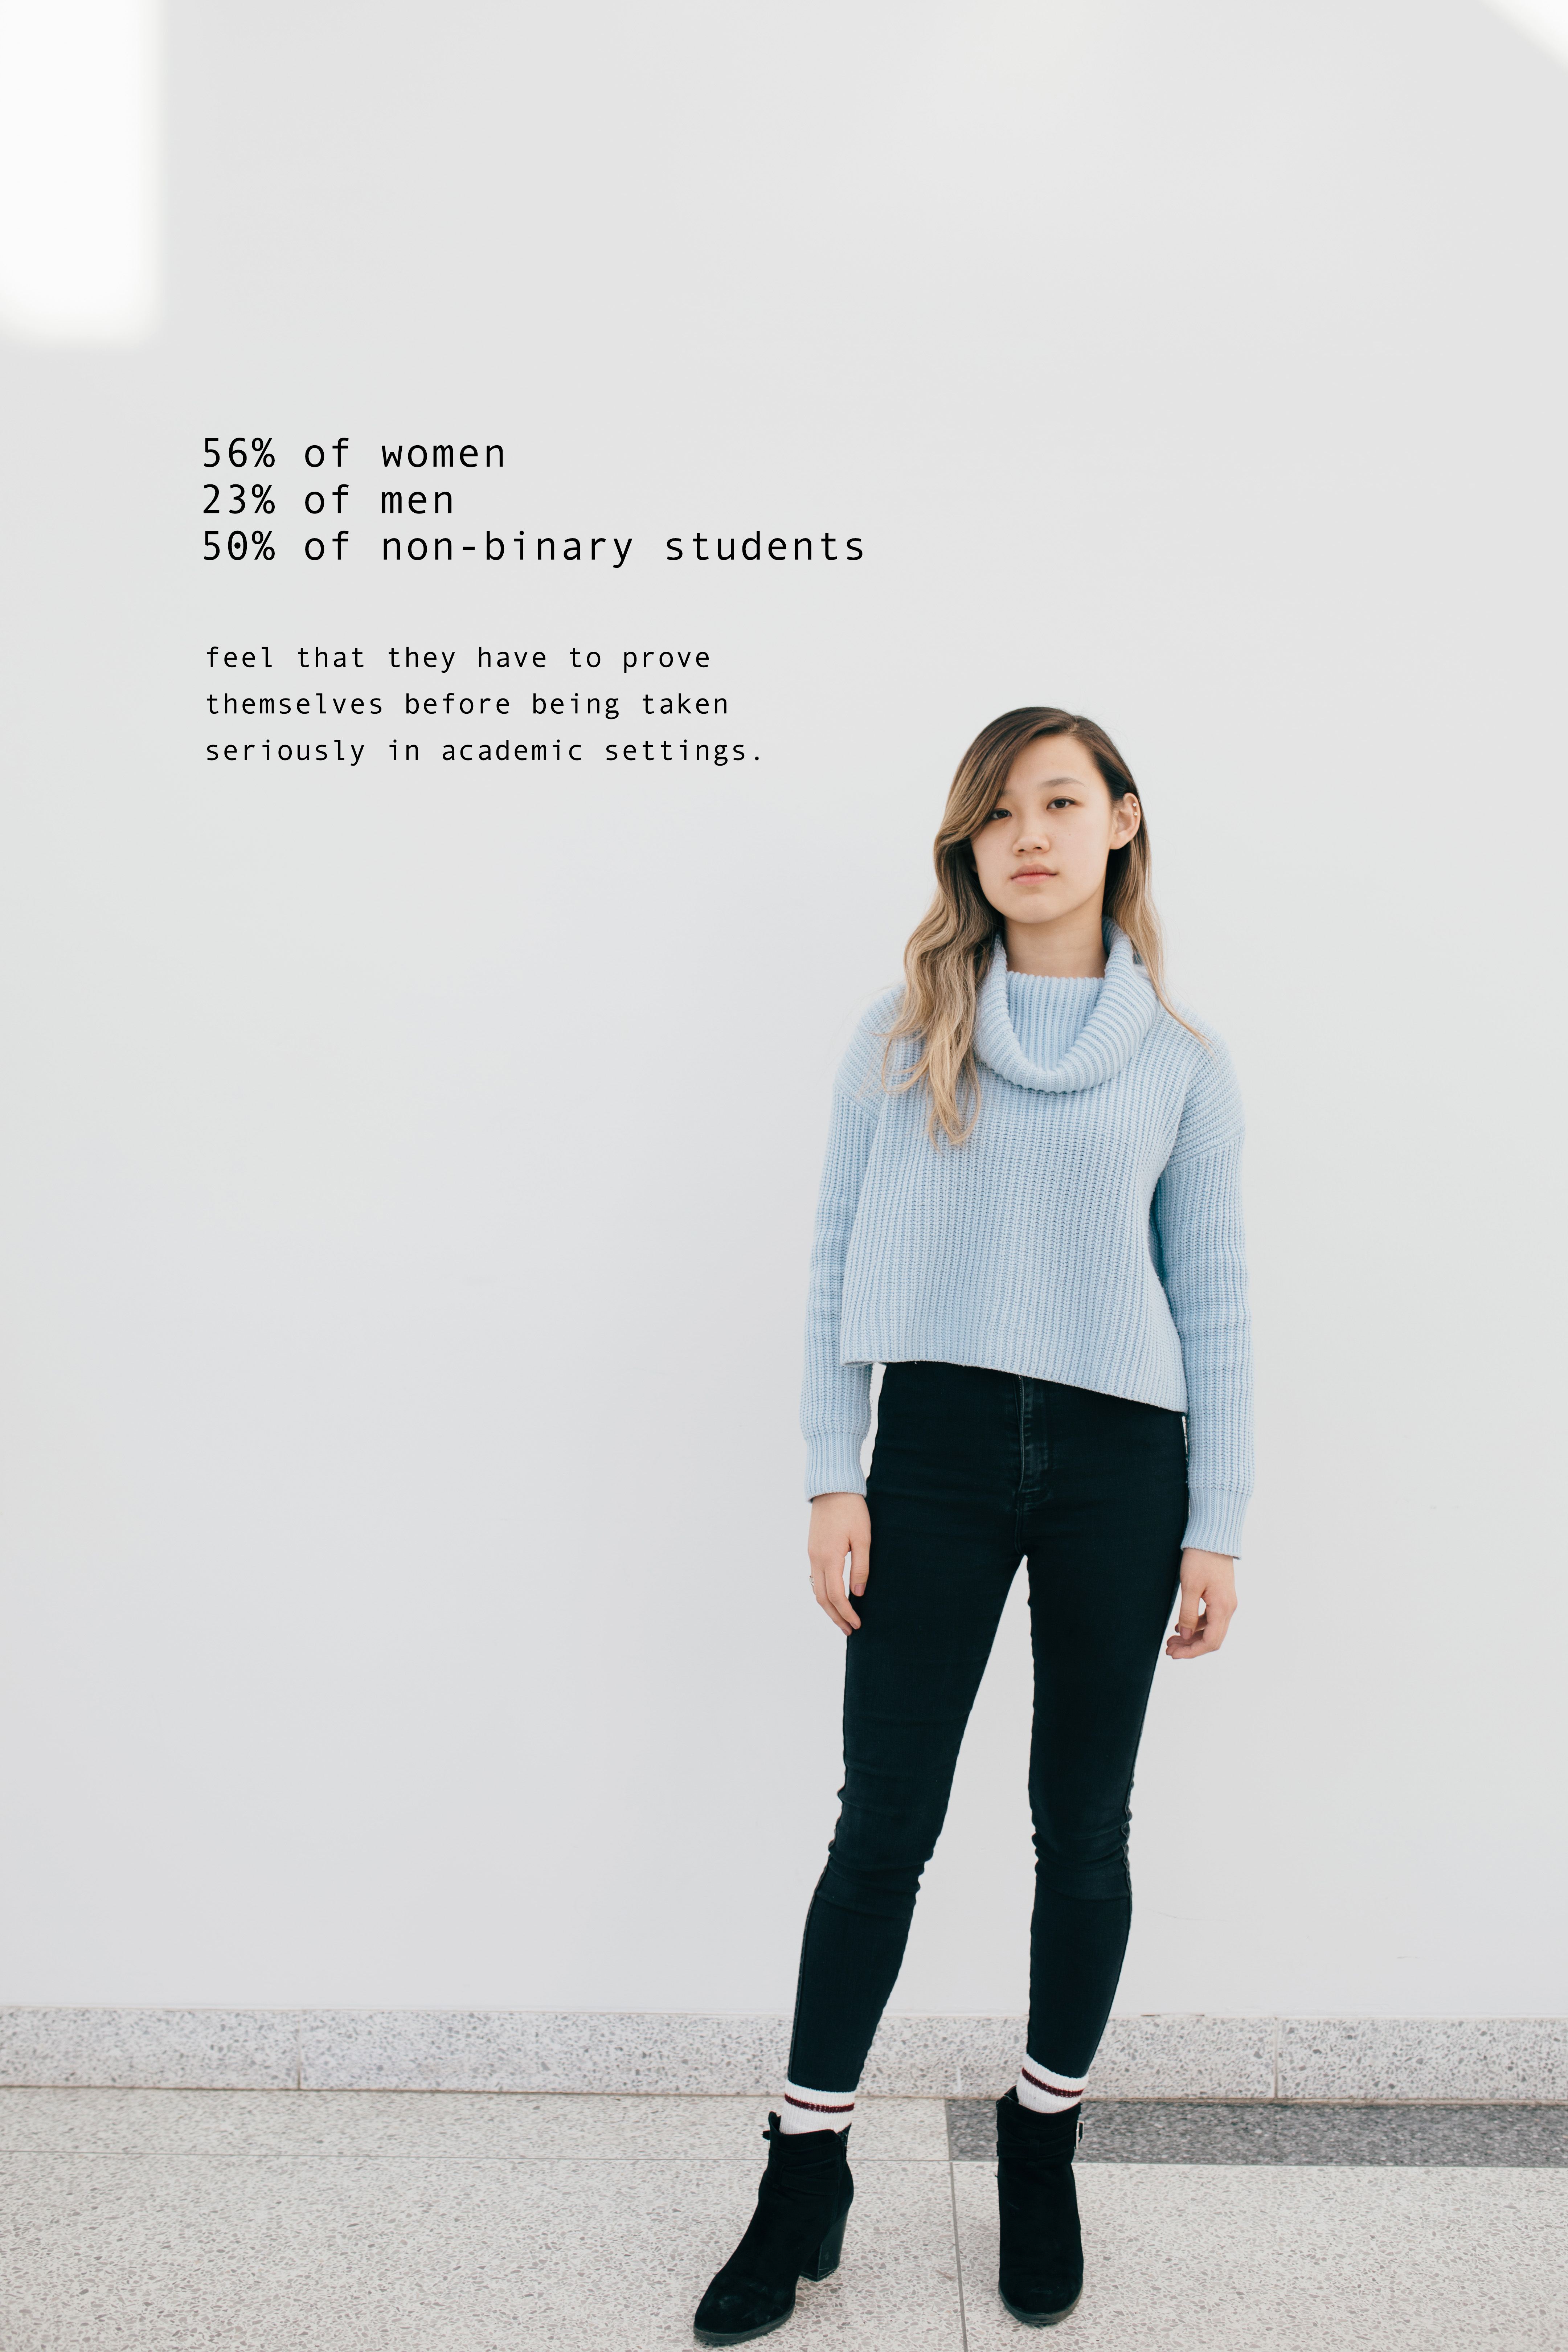 56% of women
23% of men
50% of non-binary students
feel that they have to prove
themselves before being taken
seriously in academic settings.